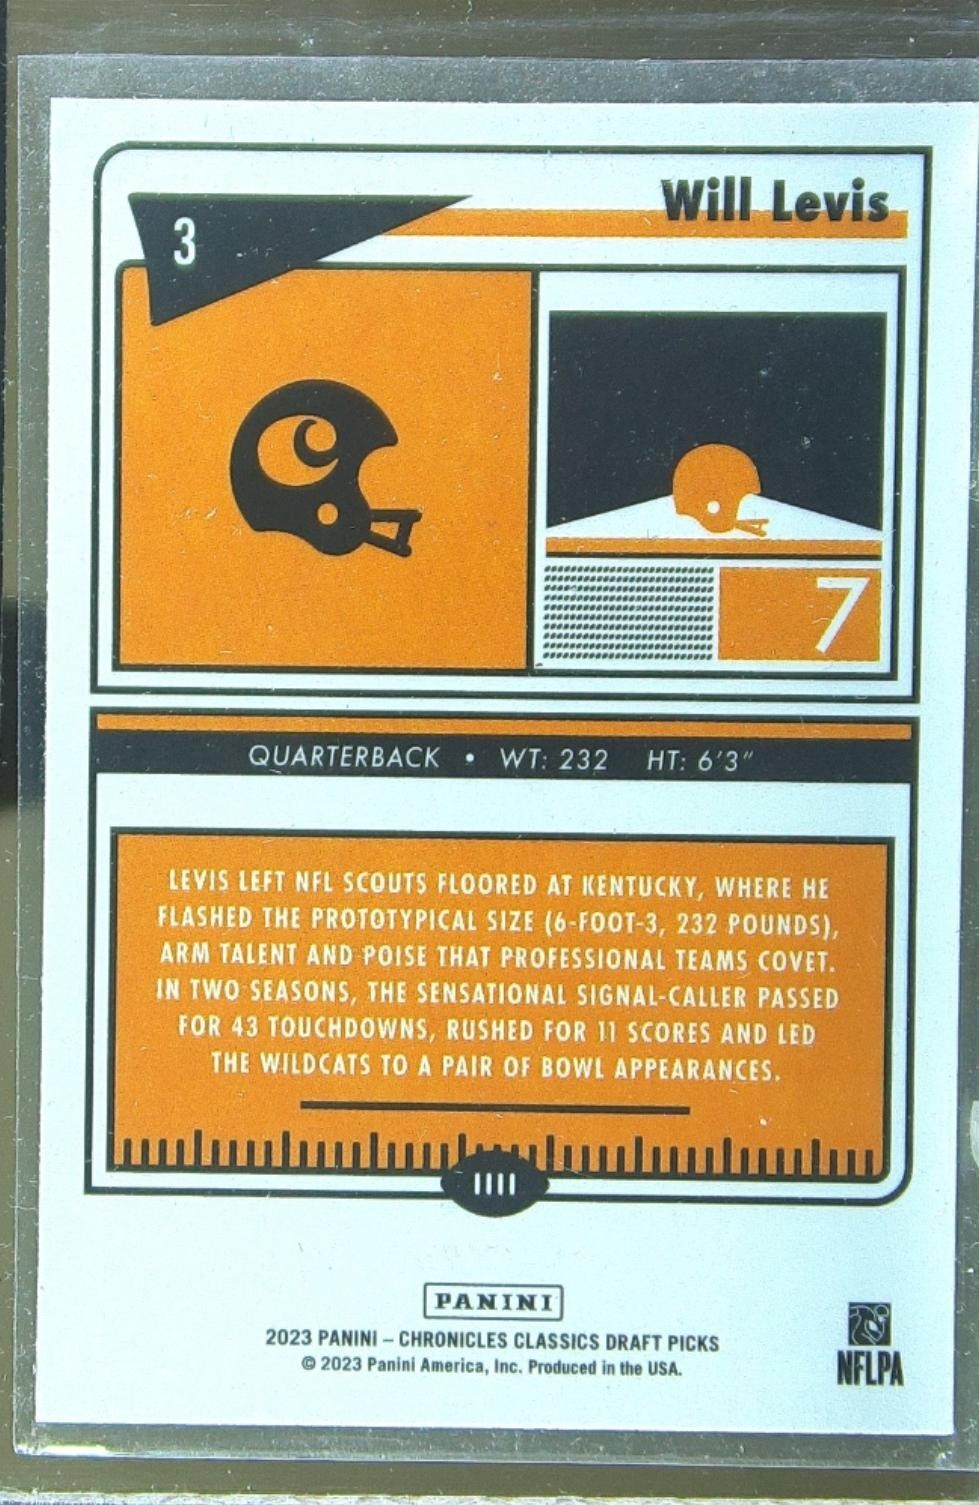 Will Levis
3
C
7
QUARTERBACK • WT: 232 HT: 6'3"
LEVIS LEFT NFL SCOUTS FLOORED AT KENTUCKY, WHERE HE
FLASHED THE PROTOTYPICAL SIZE (6-FOOT-3, 232 POUNDS),
ARM TALENT AND POISE THAT PROFESSIONAL TEAMS COVET.
IN TWO SEASONS, THE SENSATIONAL SIGNAL-CALLER PASSED
FOR 43 TOUCHDOWNS, RUSHED FOR 11 SCORES AND LED
THE WILDCATS TO A PAIR OF BOWL APPEARANCES.
PANINI
2023 PANINI – CHRONICLES CLASSICS DRAFT PICKS
© 2023 Panini America, Inc. Produced in the USA.
NFLPA